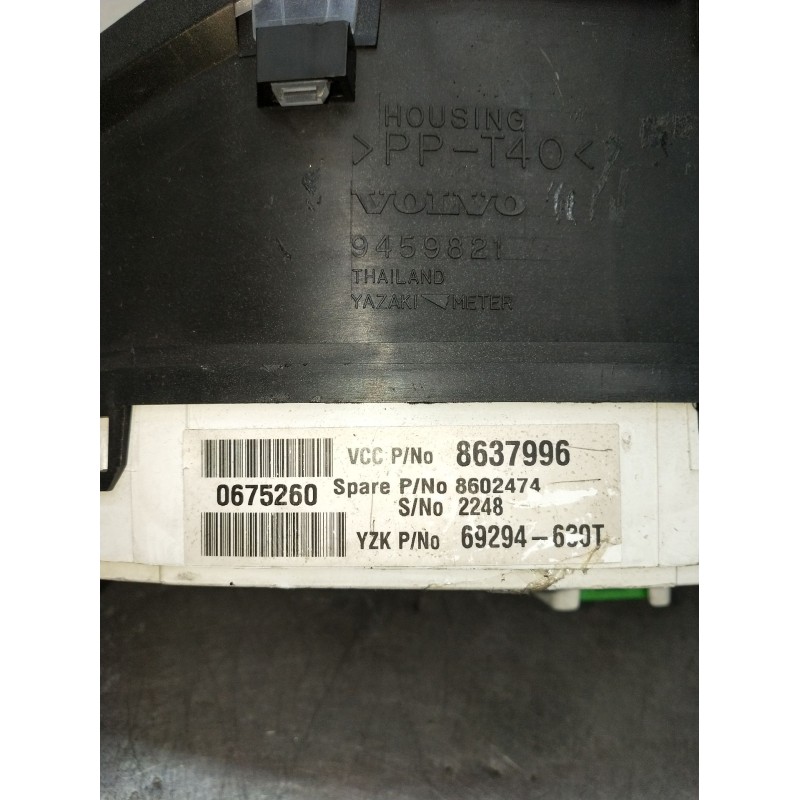 HOUSING
>PP-T40<
VOLVO
9459821
THAILAND
YAZAKI METER
VCC P/No 8637996
0675260 Spare P/No 8602474
S/No 2248
YZK P/No 69294-630T